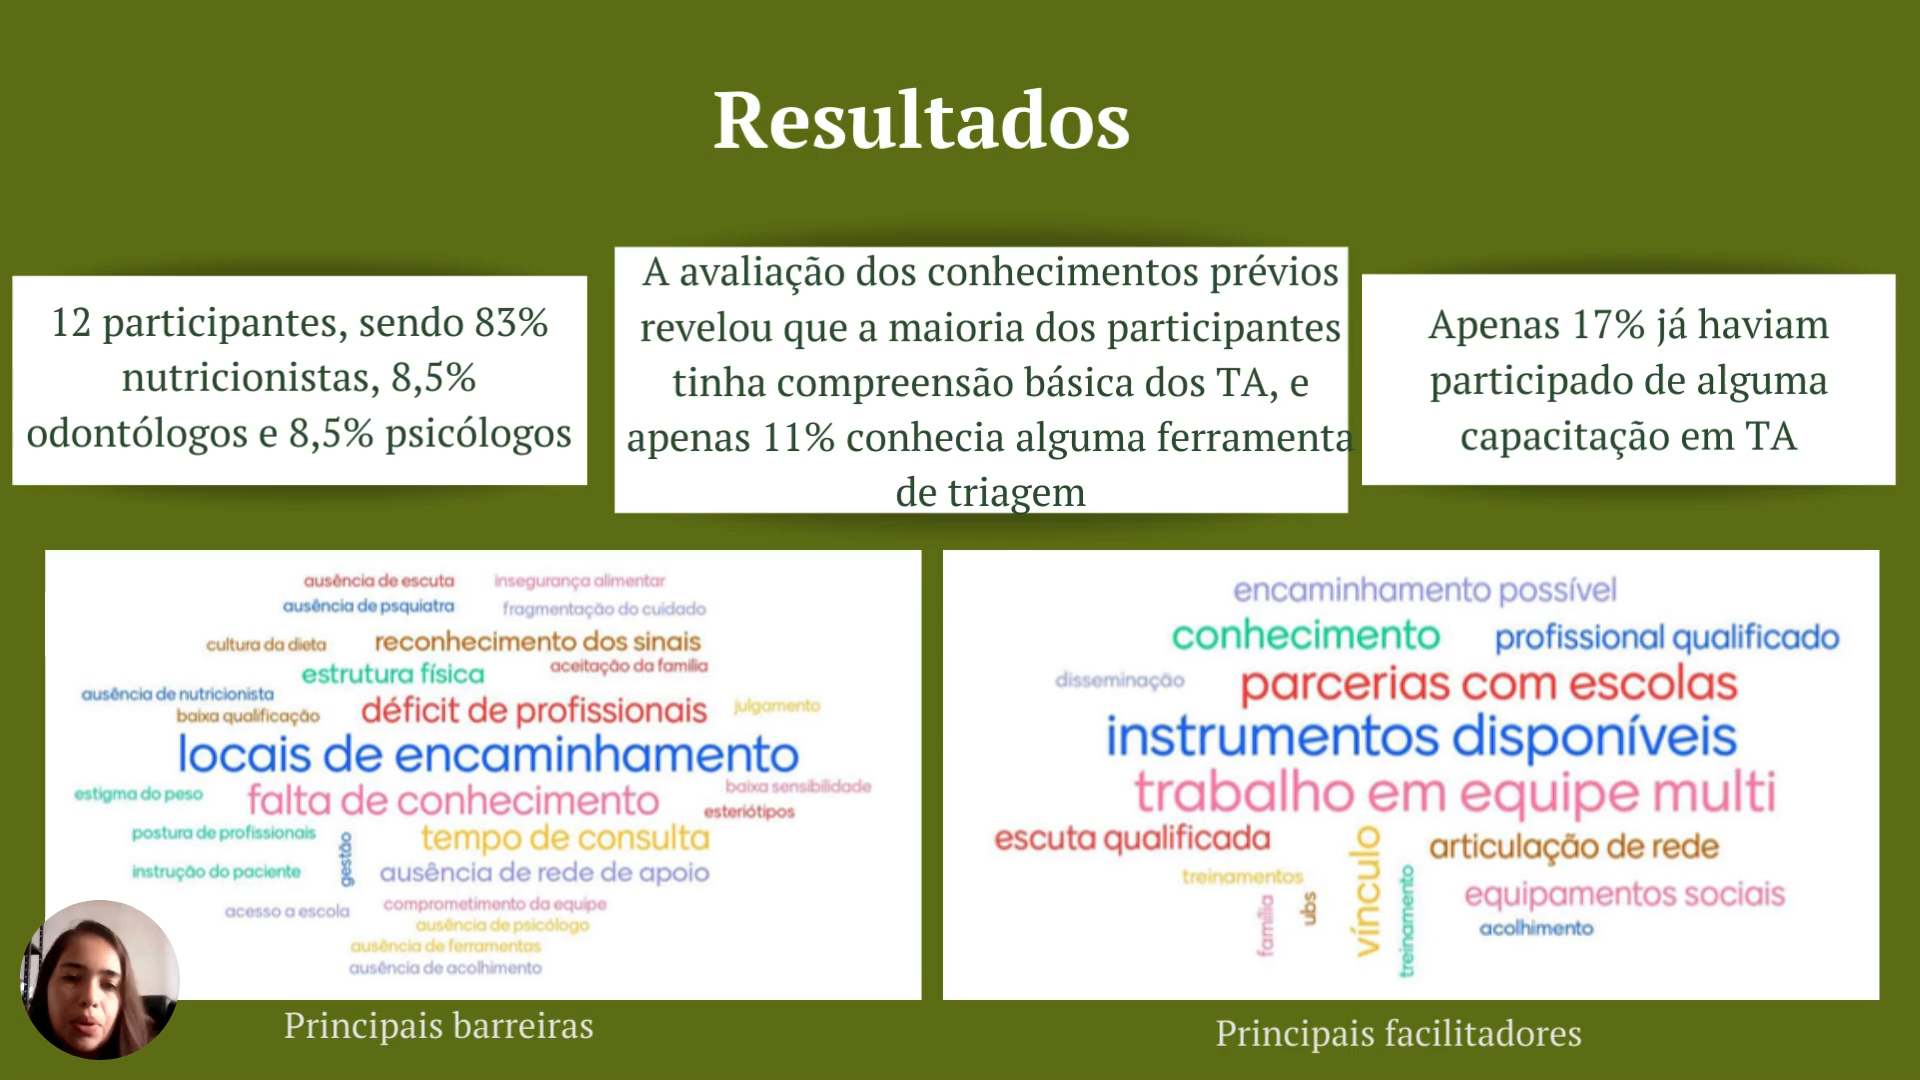 Resultados
12 participantes, sendo 83%
nutricionistas, 8,5%
odontólogos e 8,5% psicólogos
A avaliação dos conhecimentos prévios
revelou que a maioria dos participantes
tinha compreensão básica dos TA, e
apenas 11% conhecia alguma ferramenta
de triagem
Apenas 17% já haviam
participado de alguma
capacitação em TA
ausência de escuta
insegurança alimentar
ausência de psquiatra
fragmentação do cuidado
cultura da dieta
reconhecimento dos sinais
estrutura física
aceitação da familia
ausência de nutricionista
baixa qualificação
déficit de profissionais
julgamento
locais de encaminhamento
estigma do peso
falta de conhecimento
baixa sensibilidade
esteriótipos
postura de profissionais
gestão
tempo de consulta
instrução do paciente
ausência de rede de apoio
acesso a escola
comprometimento da equipe
ausência de psicólogo
ausência de ferramentas
ausência de acolhimento
Principais barreiras
encaminhamento possível
conhecimento
profissional qualificado
disseminação
parcerias com escolas
instrumentos disponíveis
trabalho em equipe multi
escuta qualificada
vínculo
articulação de rede
treinamentos
família
ubs
treinamento
equipamentos sociais
acolhimento
Principais facilitadores